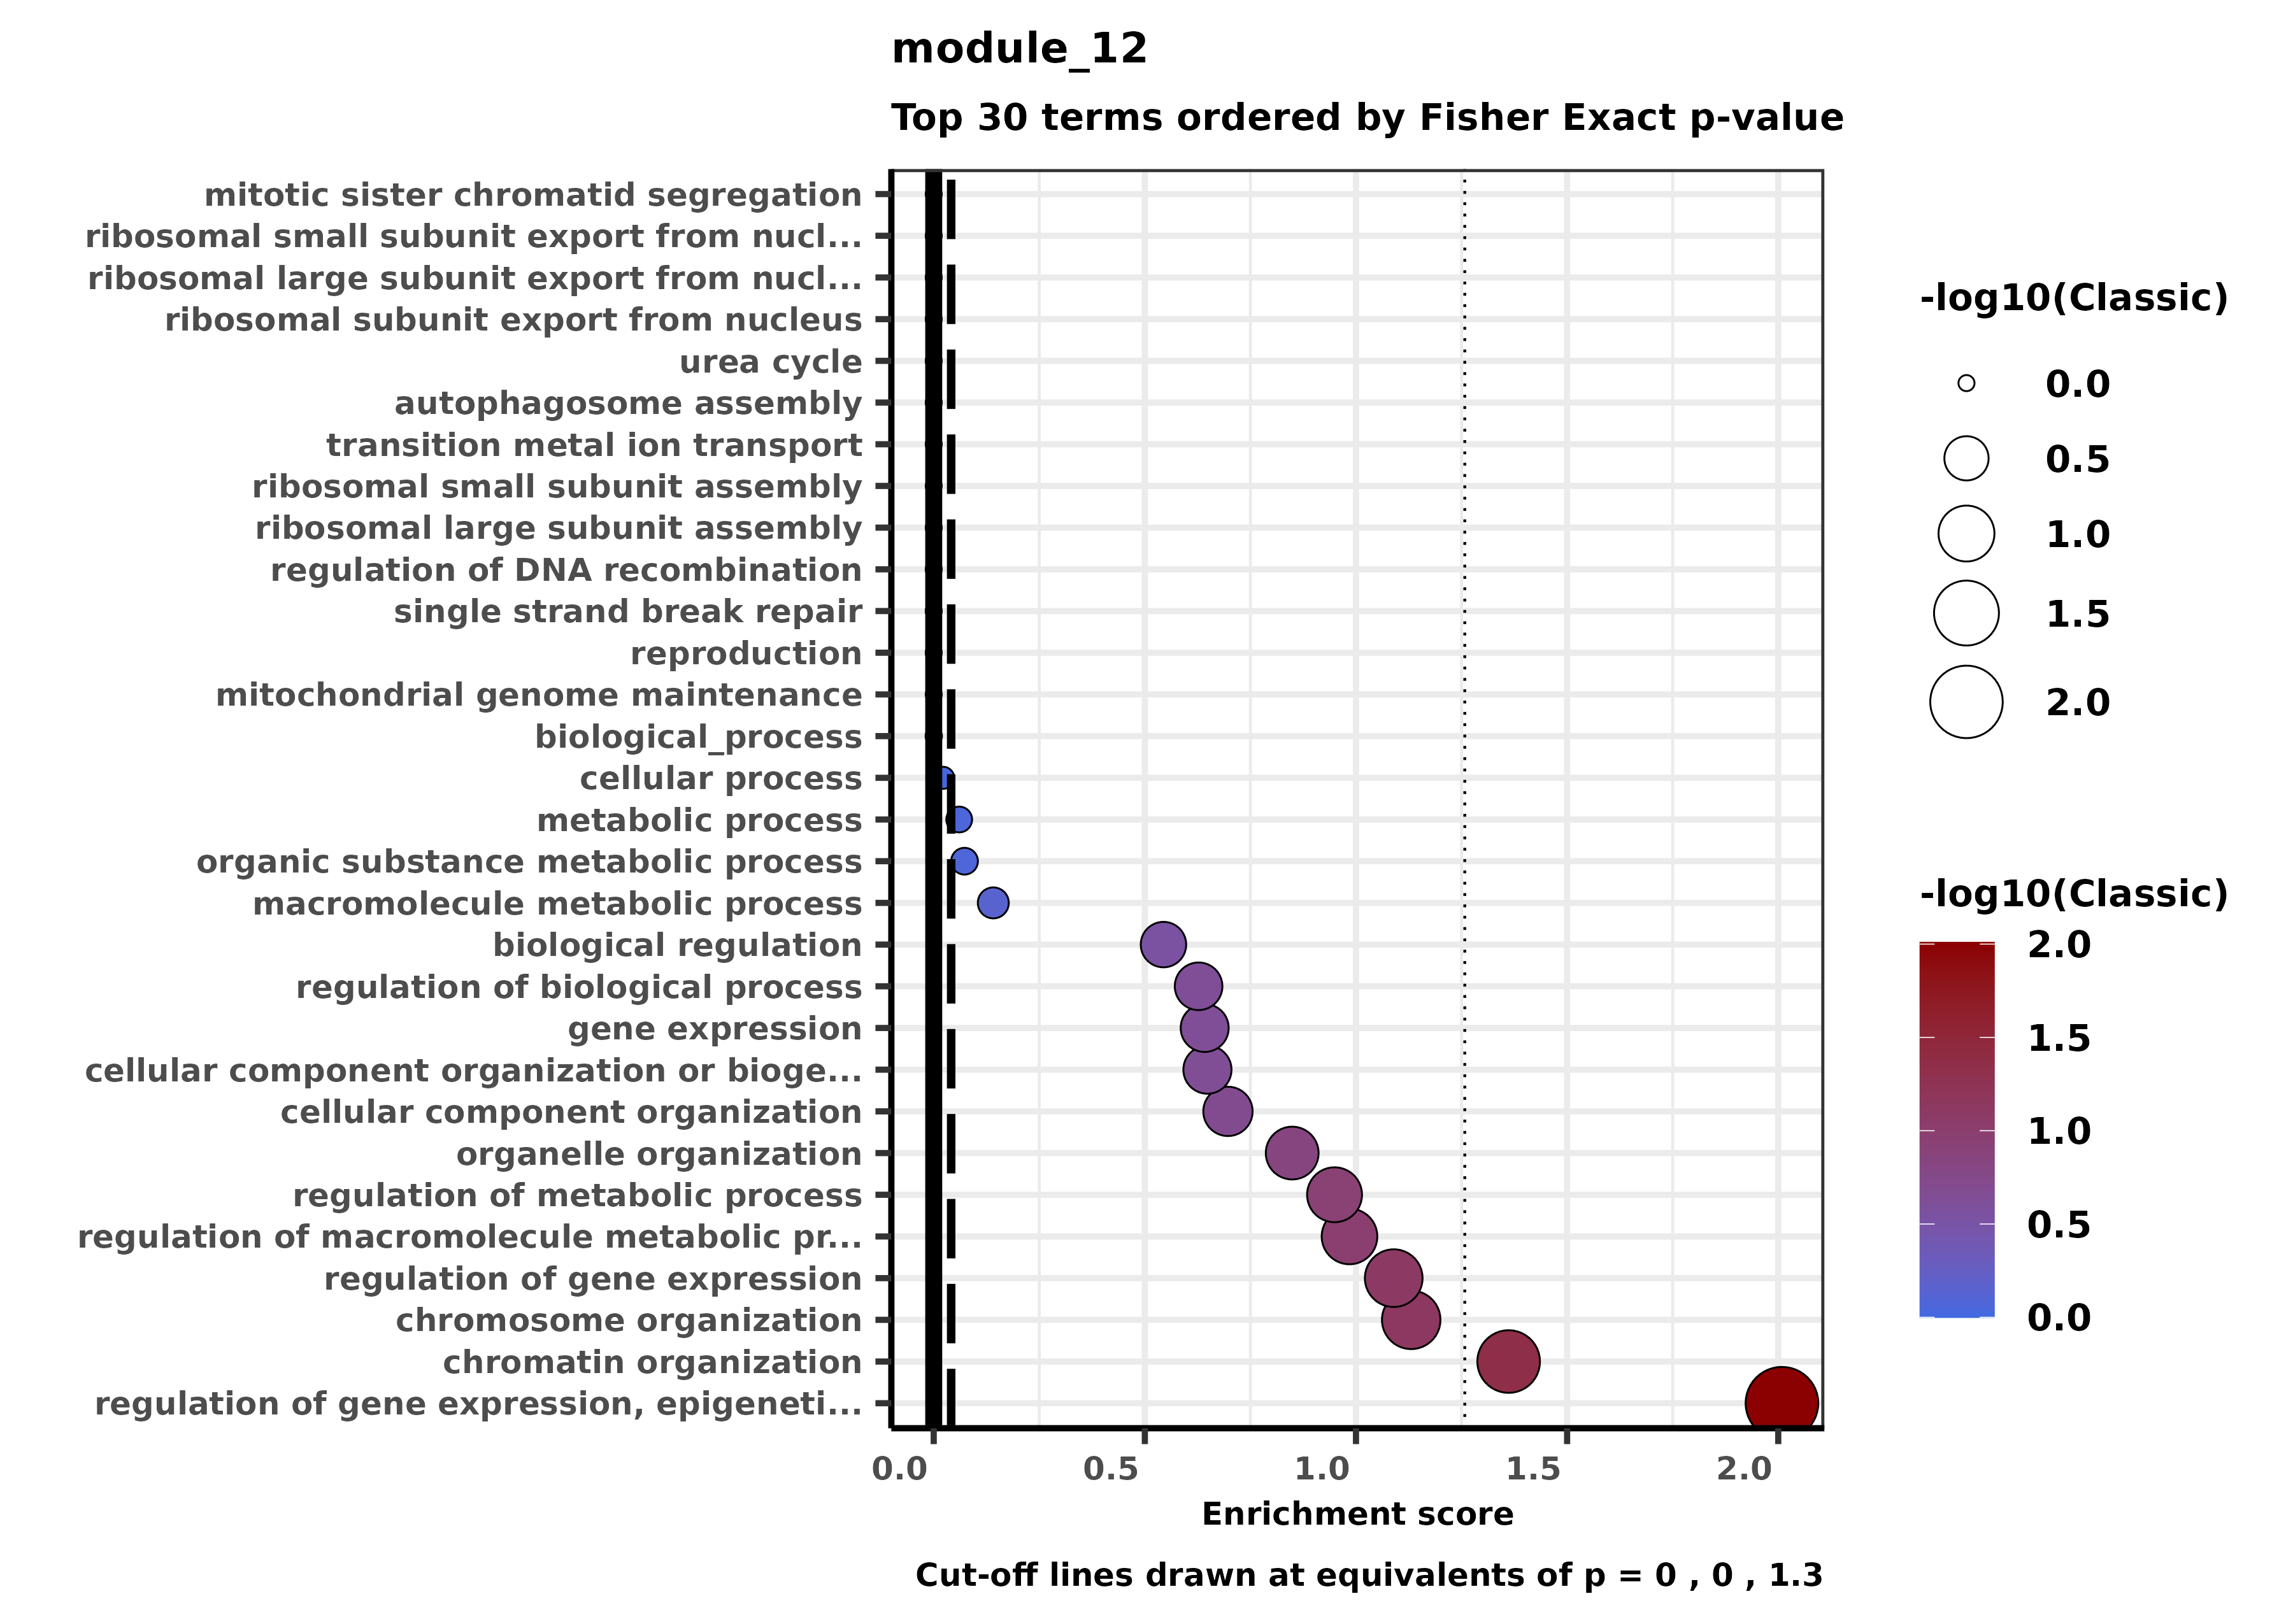 module_12
Top 30 terms ordered by Fisher Exact p-value
mitotic sister chromatid segregation
ribosomal small subunit export from nucl...
ribosomal large subunit export from nucl...
ribosomal subunit export from nucleus
urea cycle
autophagosome assembly
transition metal ion transport
ribosomal small subunit assembly
ribosomal large subunit assembly
regulation of DNA recombination
single strand break repair
reproduction
mitochondrial genome maintenance
biological_process
cellular process
metabolic process
organic substance metabolic process
macromolecule metabolic process
biological regulation
regulation of biological process
gene expression
cellular component organization or bioge...
cellular component organization
organelle organization
regulation of metabolic process
regulation of macromolecule metabolic pr...
regulation of gene expression
chromosome organization
chromatin organization
regulation of gene expression, epigeneti...
0.0 0.5 1.0 1.5 2.0
Enrichment score
Cut-off lines drawn at equivalents of p = 0 , 0 , 1.3
-log10(Classic)
0.0
0.5
1.0
1.5
2.0
-log10(Classic)
2.0
1.5
1.0
0.5
0.0